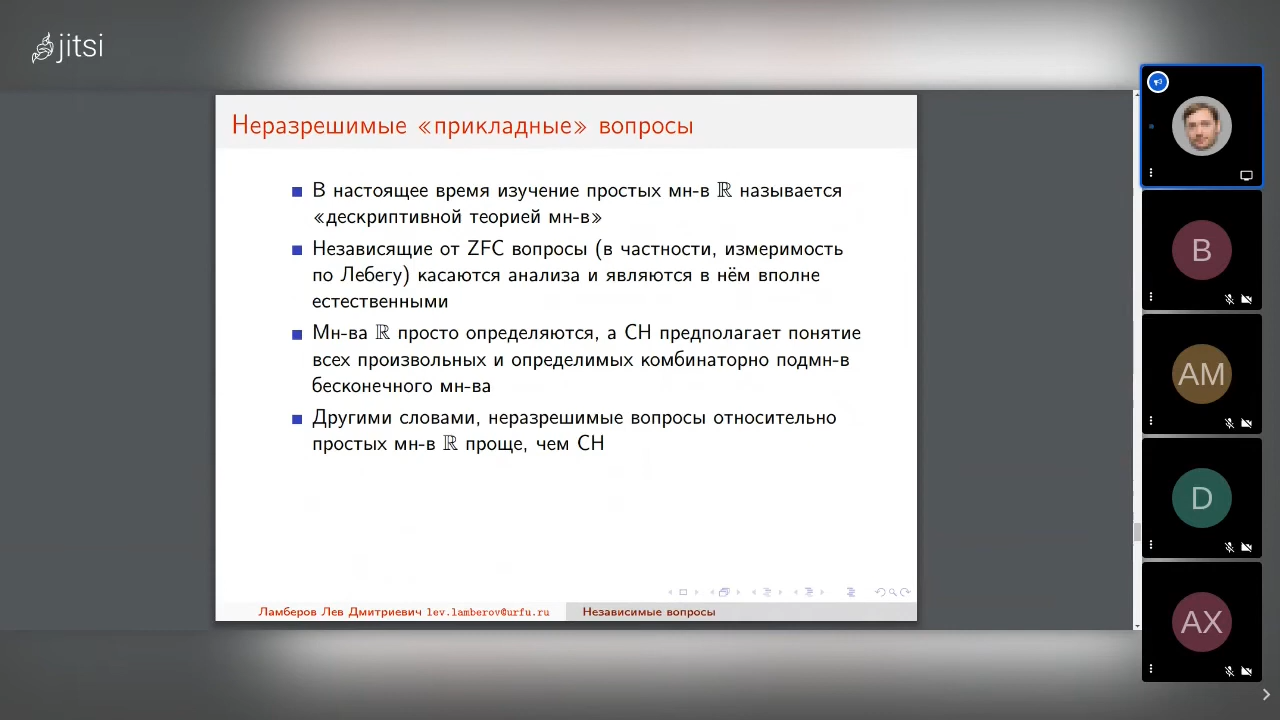 jitsi
Неразрешимые «прикладные» вопросы
В настоящее время изучение простых мн-в ℝ называется
«дескриптивной теорией мн-в»
Независящие от ZFC вопросы (в частности, измеримость
по Лебегу) касаются анализа и являются в нём вполне
естественными
Мн-ва ℝ просто определяются, а CH предполагает понятие
всех произвольных и определимых комбинаторно подмн-в
бесконечного мн-ва
Другими словами, неразрешимые вопросы относительно
простых мн-в ℝ проще, чем CH
Ламберов Лев Дмитриевич lev.lamberov@urfu.ru
Независимые вопросы
B
AM
D
AX